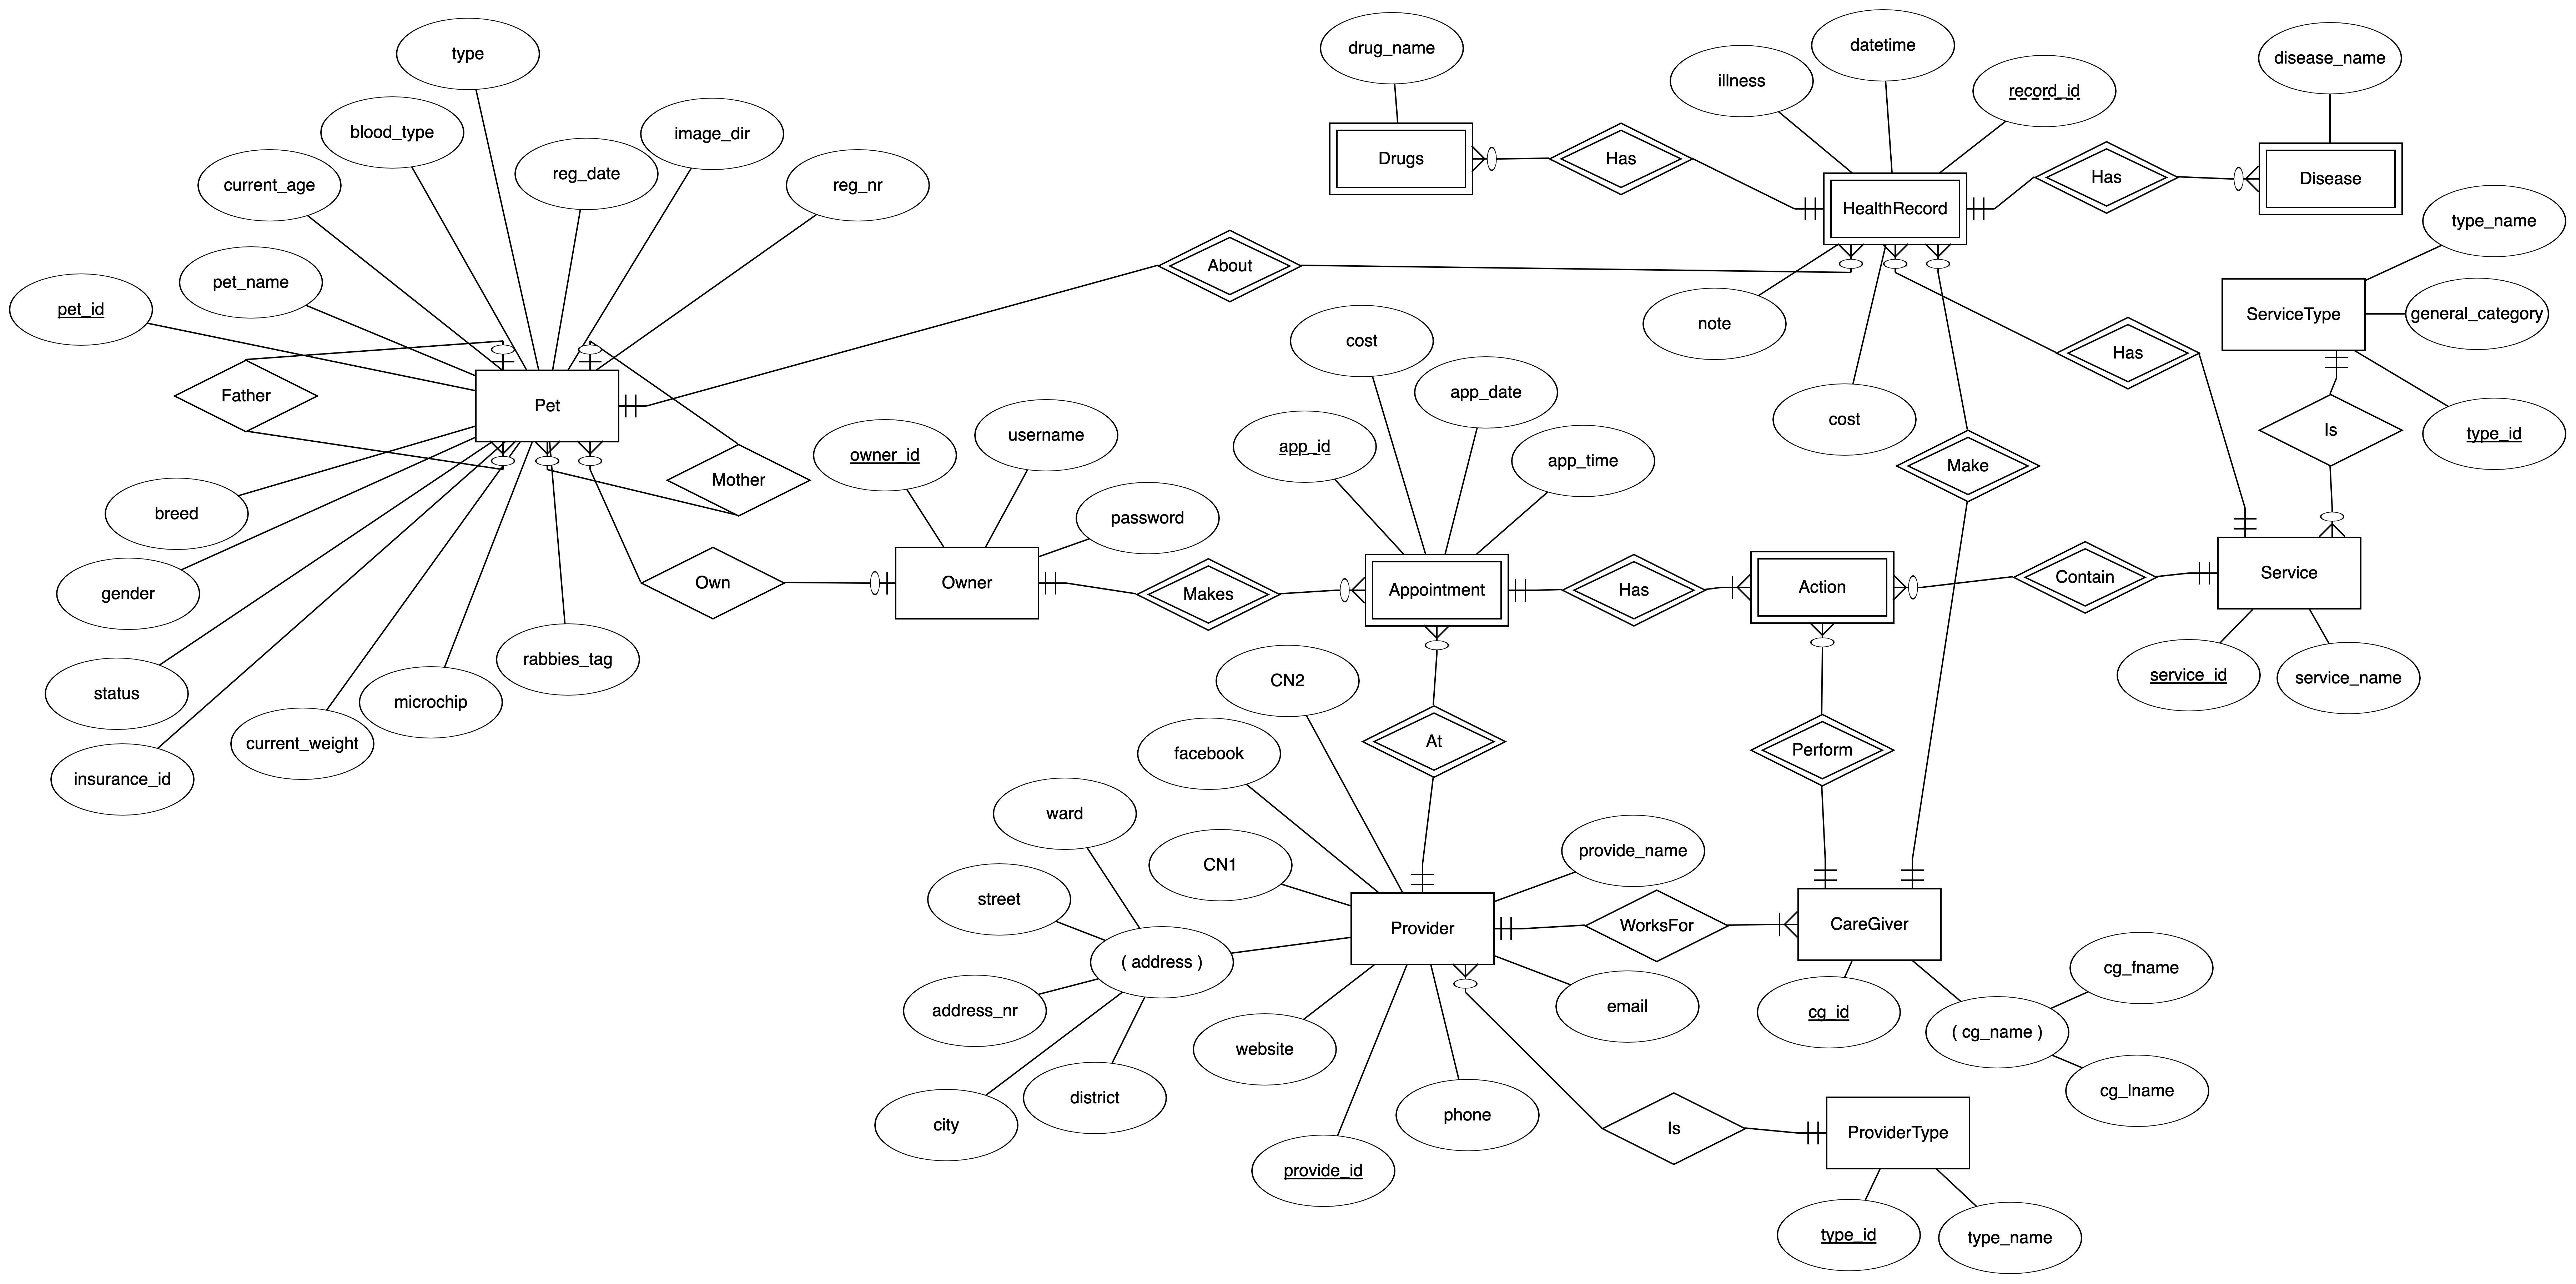 type
drug_name
datetime
illness
record_id
disease_name
blood_type
image_dir
reg_date
current_age
reg_nr
Drugs
Has
HealthRecord
Has
Disease
type_name
pet_name
pet_id
About
note
ServiceType
general_category
cost
Has
Father
Pet
app_date
cost
Is
type_id
owner_id
username
app_id
app_time
Make
Mother
breed
password
gender
Own
Owner
Makes
Appointment
Has
Action
Contain
Service
rabbies_tag
service_id
service_name
status
microchip
CN2
current_weight
insurance_id
facebook
At
Perform
ward
CN1
provide_name
street
( address )
Provider
WorksFor
CareGiver
cg_fname
address_nr
website
email
cg_id
( cg_name )
cg_lname
city
district
phone
Is
ProviderType
provide_id
type_id
type_name